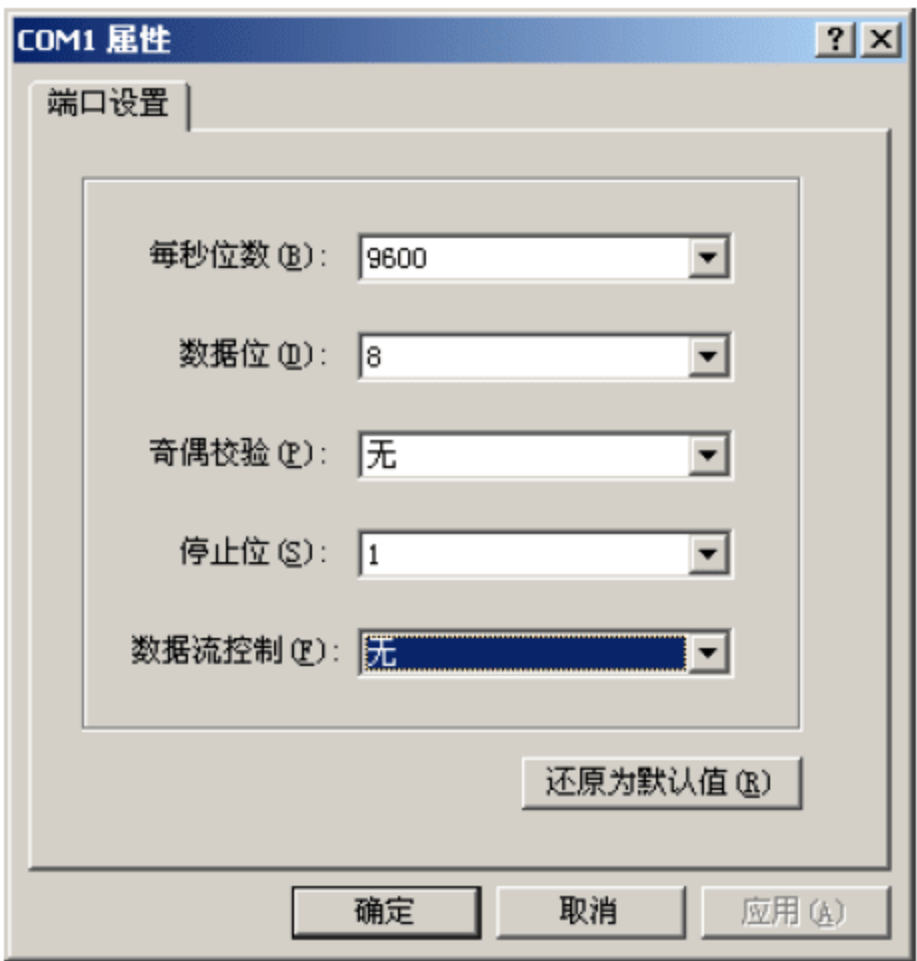 COM1 属性
端口设置
每秒位数(B): 9600
数据位(D): 8
奇偶校验(P): 无
停止位(S): 1
数据流控制(F): 无
还原为默认值(R)
确定 取消 应用(A)